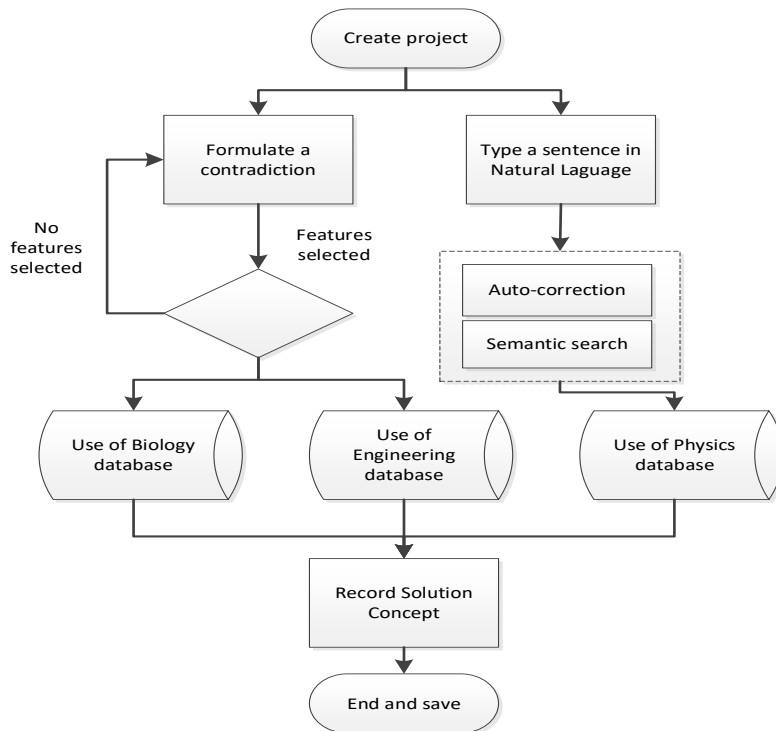 Create project
Formulate a
contradiction
Type a sentence in
Natural Laguage
No
features
selected
Features
selected
Auto-correction
Semantic search
Use of Biology
database
Use of
Engineering
database
Use of Physics
database
Record Solution
Concept
End and save